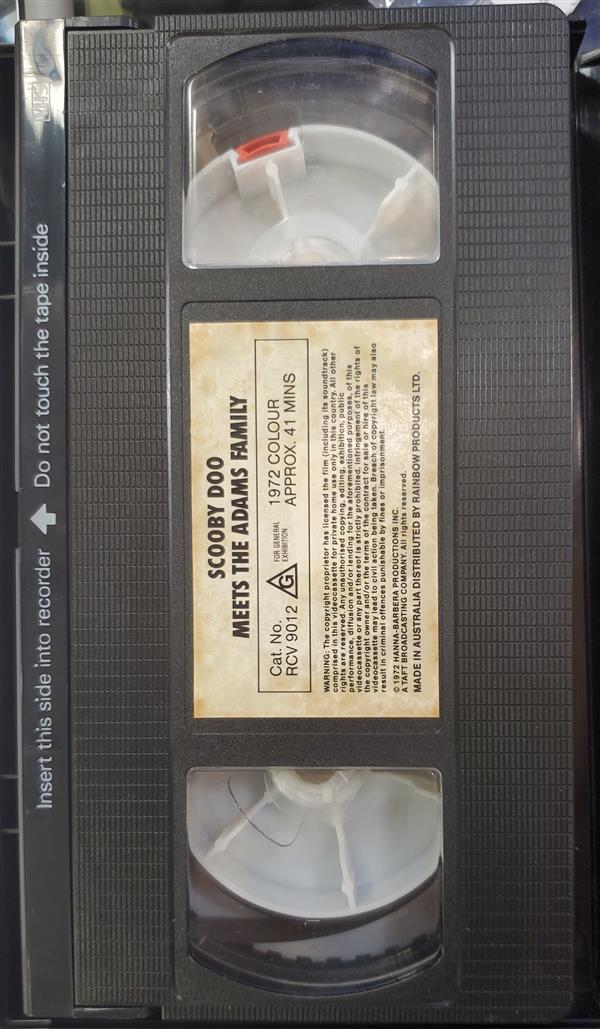 VHS
Insert this side into recorder ⬆ Do not touch the tape inside
SCOOBY DOO
MEETS THE ADAMS FAMILY
Cat. No.
RCV 9012
G
FOR GENERAL
EXHIBITION
1972 COLOUR
APPROX. 41 MINS
WARNING: The copyright proprietor has licensed the film (including its soundtrack)
comprised in this videocassette for private home use only in this country. All other
rights are reserved. Any unauthorised copying, editing, exhibition, public
performance, diffusion and/or lending for the aforementioned purposes, of this
videocassette or any part thereof is strictly prohibited. Infringement of the rights of
the copyright owner and/or the terms of the contract for sale or hire of this
videocassette may lead to civil action being taken. Breach of copyright law may also
result in criminal offences punishable by fines or imprisonment.
© 1972 HANNA-BARBERA PRODUCTIONS INC.
A TAFT BROADCASTING COMPANY. All rights reserved.
MADE IN AUSTRALIA DISTRIBUTED BY RAINBOW PRODUCTS LTD.